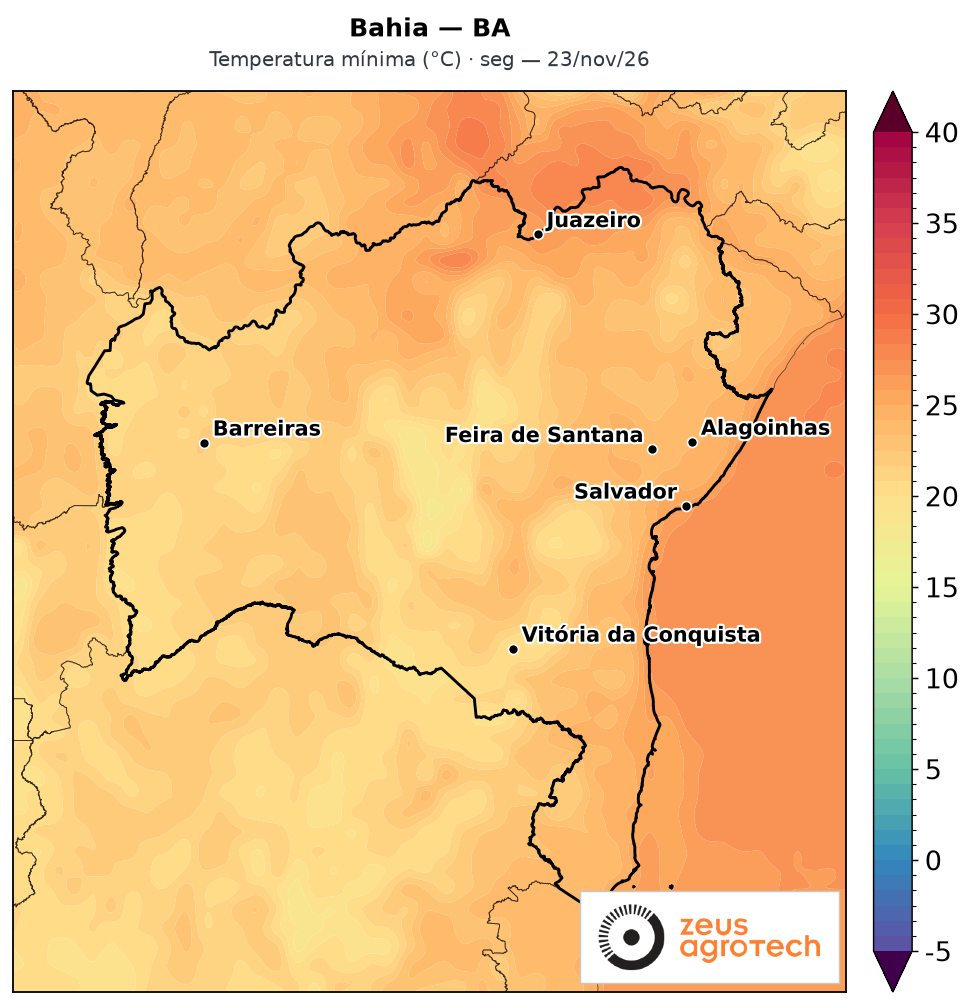 Bahia — BA
Temperatura mínima (°C) · seg — 23/nov/26
Juazeiro
Barreiras
Feira de Santana
Alagoinhas
Salvador
Vitória da Conquista
40
35
30
25
20
15
10
5
0
-5
zeus
agrotech